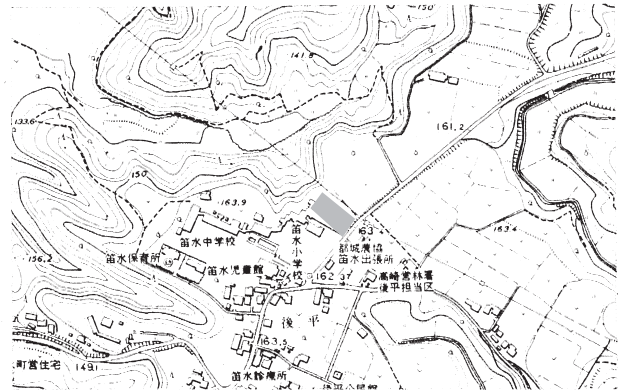 150
141.8
133.6
161.2
150
163.9
163
163.4
笛水中学校
笛水小学校
都城農協
笛水出張所
156.2
笛水保育所
笛水児童館
162.37
高崎営林署
後平担当区
後平
163.5
町営住宅
149.1
笛水診療所